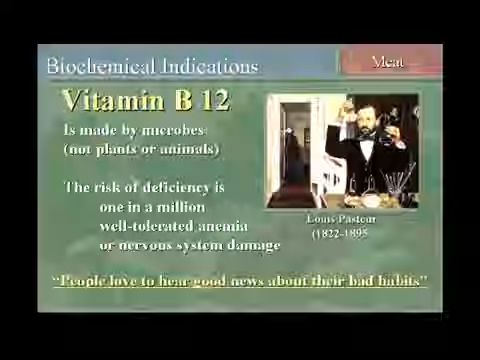 Biochemical Indications
Meat
Vitamin B 12
Is made by microbes
(not plants or animals)
The risk of deficiency is
one in a million
well-tolerated anemia
or nervous system damage
Louis Pasteur
(1822-1895
"People love to hear good news about their bad habits"